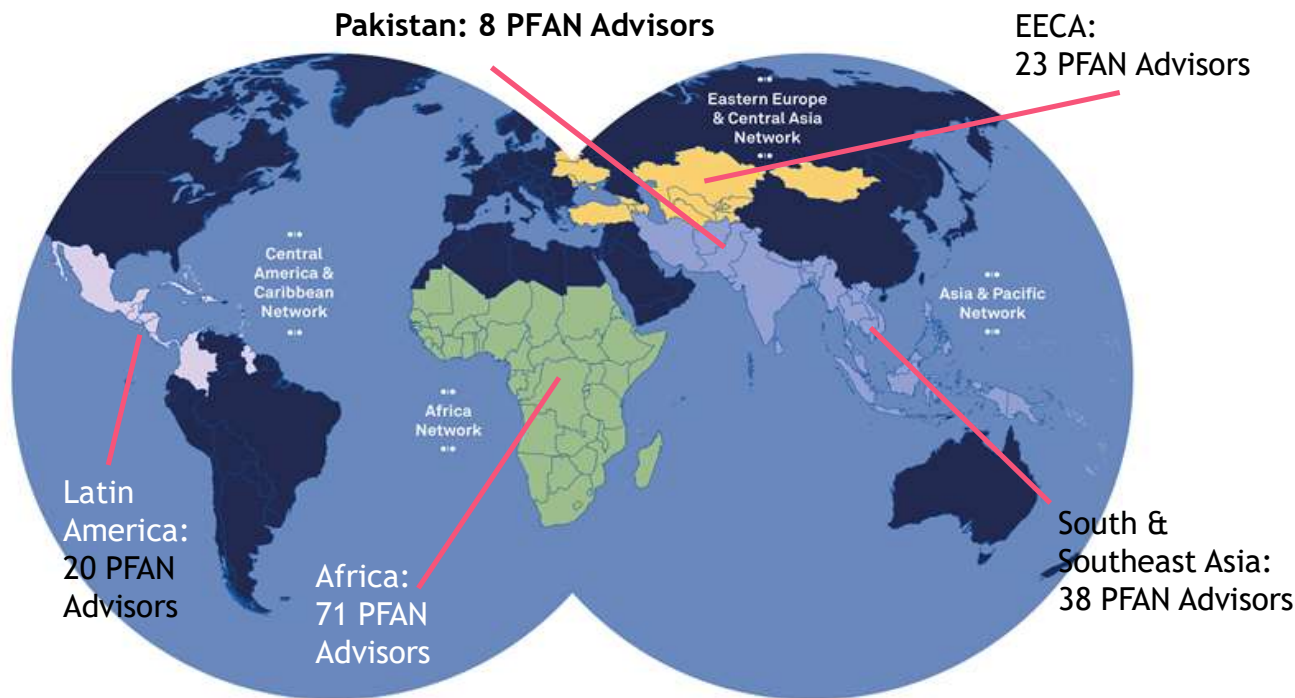 Pakistan: 8 PFAN Advisors
EECA:
23 PFAN Advisors
Eastern Europe
& Central Asia
Network
Central
America &
Caribbean
Network
Asia & Pacific
Network
Africa
Network
Latin
America:
20 PFAN
Advisors
Africa:
71 PFAN
Advisors
South &
Southeast Asia:
38 PFAN Advisors